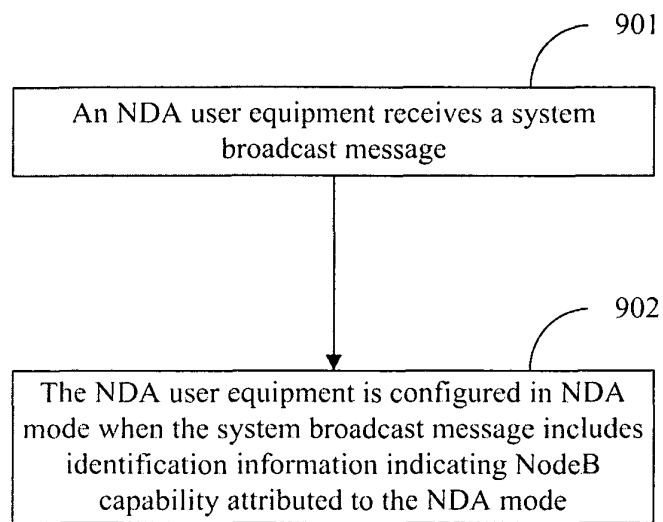 901
An NDA user equipment receives a system
broadcast message
902
The NDA user equipment is configured in NDA
mode when the system broadcast message includes
identification information indicating NodeB
capability attributed to the NDA mode